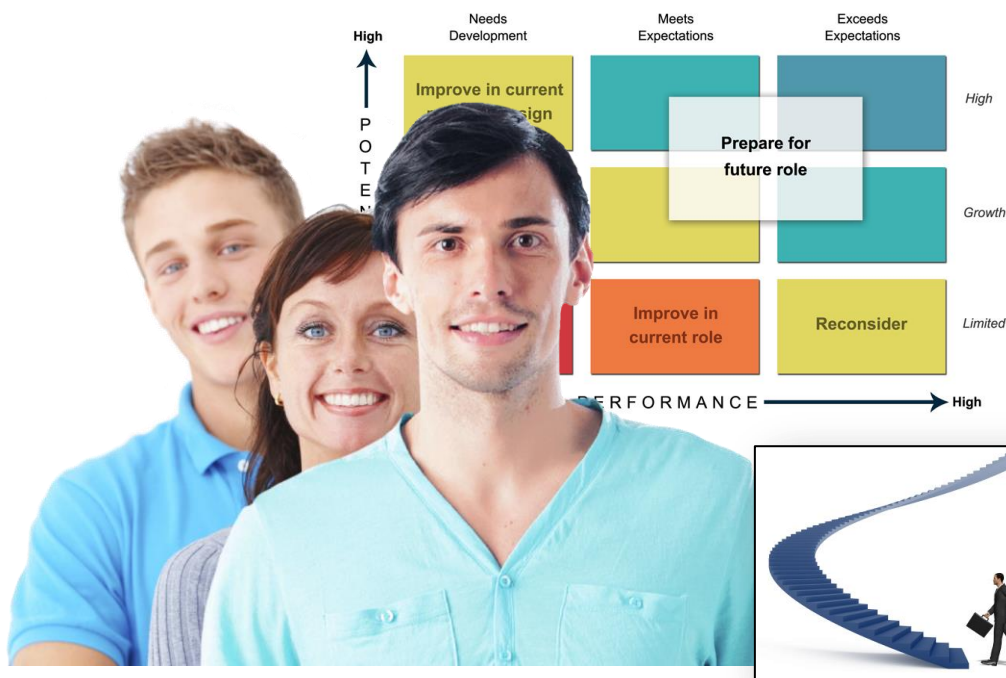 Needs
Development
Meets
Expectations
Exceeds
Expectations
High
Improve in current
High
Prepare for
future role
P
O
T
E
Growth
Improve in
current role
Reconsider
Limited
PERFORMANCE
High